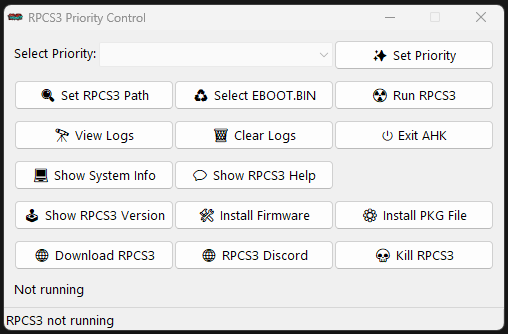 RPCS3 Priority Control
Select Priority: Set Priority
Set RPCS3 Path Select EBOOT.BIN Run RPCS3
View Logs Clear Logs Exit AHK
Show System Info Show RPCS3 Help
Show RPCS3 Version Install Firmware Install PKG File
Download RPCS3 RPCS3 Discord Kill RPCS3
Not running
RPCS3 not running